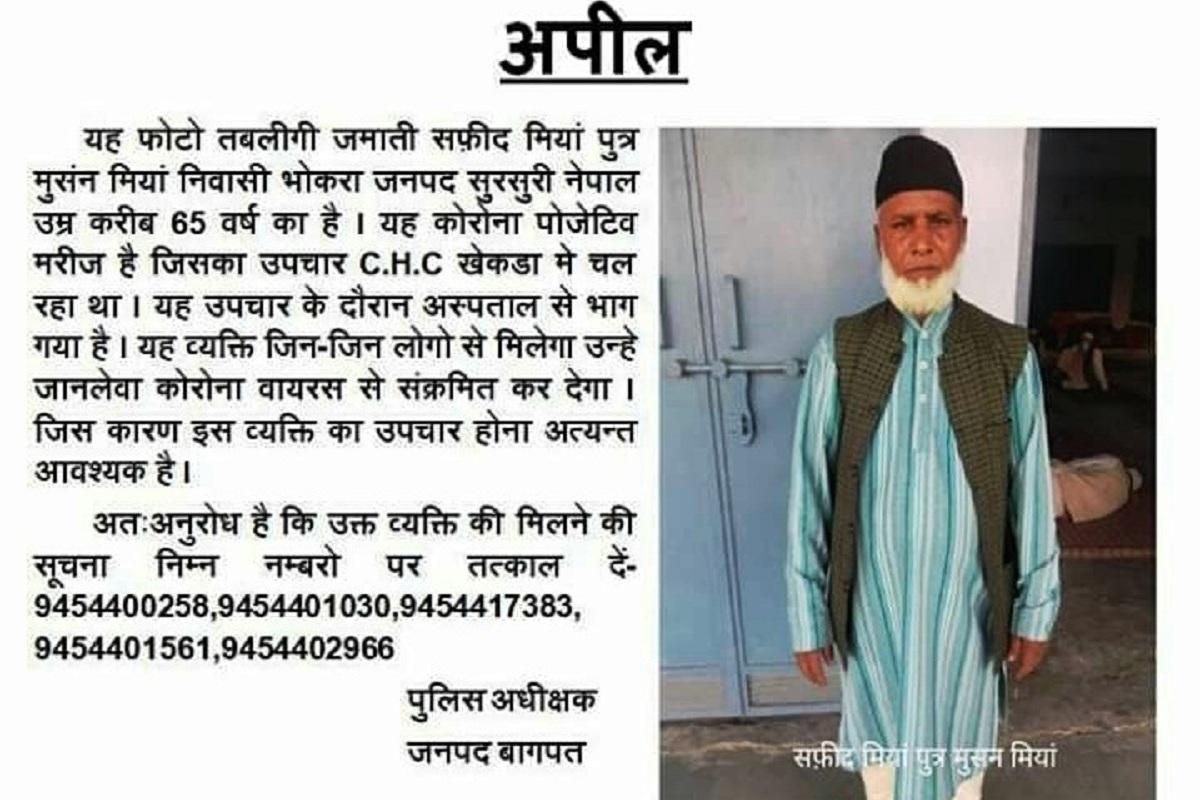 अपील
यह फोटो तबलीगी जमाती सफ़ीद मियां पुत्र
मुसंन मियां निवासी भोकरा जनपद सुरसुरी नेपाल
उम्र करीब 65 वर्ष का है । यह कोरोना पोजेटिव
मरीज है जिसका उपचार C.H.C खेकडा मे चल
रहा था । यह उपचार के दौरान अस्पताल से भाग
गया है । यह व्यक्ति जिन-जिन लोगो से मिलेगा उन्हे
जानलेवा कोरोना वायरस से संक्रमित कर देगा ।
जिस कारण इस व्यक्ति का उपचार होना अत्यन्त
आवश्यक है ।
अतःअनुरोध है कि उक्त व्यक्ति की मिलने की
सूचना निम्न नम्बरो पर तत्काल दें-
9454400258,9454401030,9454417383,
9454401561,9454402966
पुलिस अधीक्षक
जनपद बागपत
सफ़ीद मियां पुत्र मुसन मियां